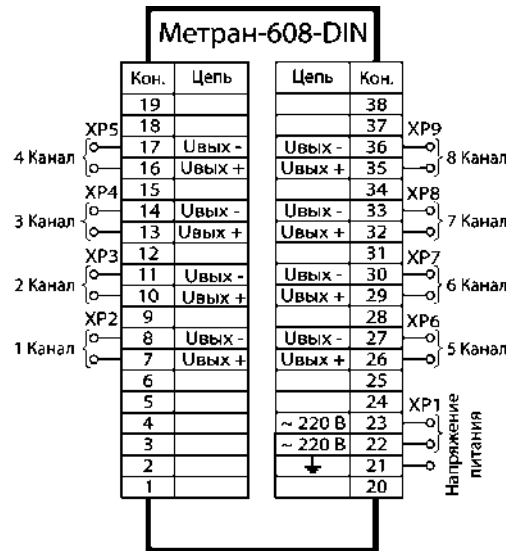 Метран-608-DIN
Кон. Цепь Цепь Кон.
19 38
XP5 18 37 XP9
17 Uвых - Uвых - 36
4 Канал 8 Канал
16 Uвых + Uвых + 35
XP4 15 34 XP8
14 Uвых - Uвых - 33
3 Канал 7 Канал
13 Uвых + Uвых + 32
XP3 12 31 XP7
11 Uвых - Uвых - 30
2 Канал 6 Канал
10 Uвых + Uвых + 29
XP2 9 28 XP6
8 Uвых - Uвых - 27
1 Канал 5 Канал
7 Uвых + Uвых + 26
6 25
5 24 XP1
4 ~ 220 В 23
3 ~ 220 В 22
2 21
1 20
Напряжение
питания